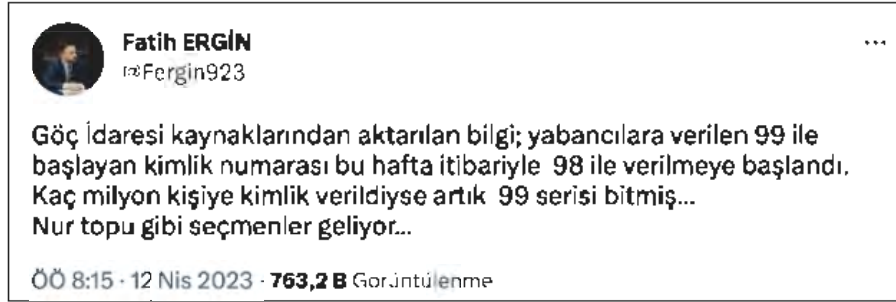 Fatih ERGİN
@Fergin923
Göç İdaresi kaynaklarından aktarılan bilgi; yabancılara verilen 99 ile
başlayan kimlik numarası bu hafta itibariyle 98 ile verilmeye başlandı.
Kaç milyon kişiye kimlik verildiyse artık 99 serisi bitmiş...
Nur topu gibi seçmenler geliyor...
ÖÖ 8:15 · 12 Nis 2023 · 763,2 B Görüntülenme